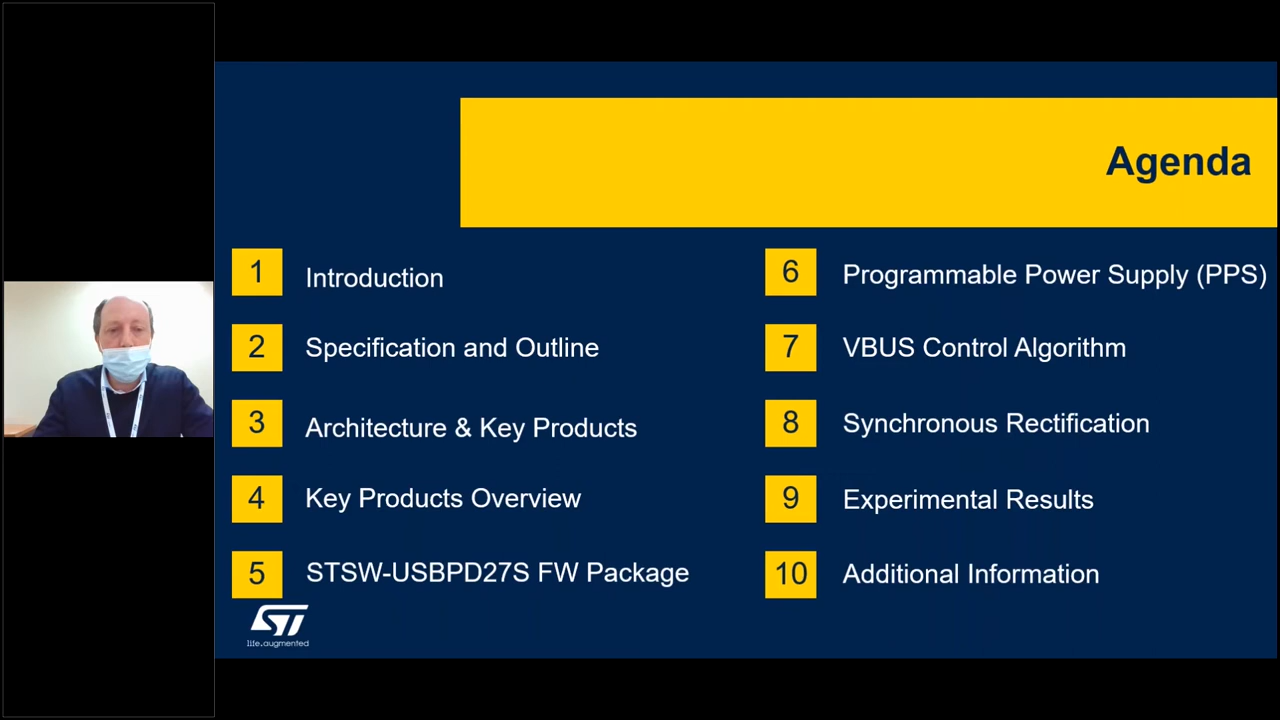 Agenda
1 Introduction
2 Specification and Outline
3 Architecture & Key Products
4 Key Products Overview
5 STSW-USBPD27S FW Package
6 Programmable Power Supply (PPS)
7 VBUS Control Algorithm
8 Synchronous Rectification
9 Experimental Results
10 Additional Information
ST
life.augmented